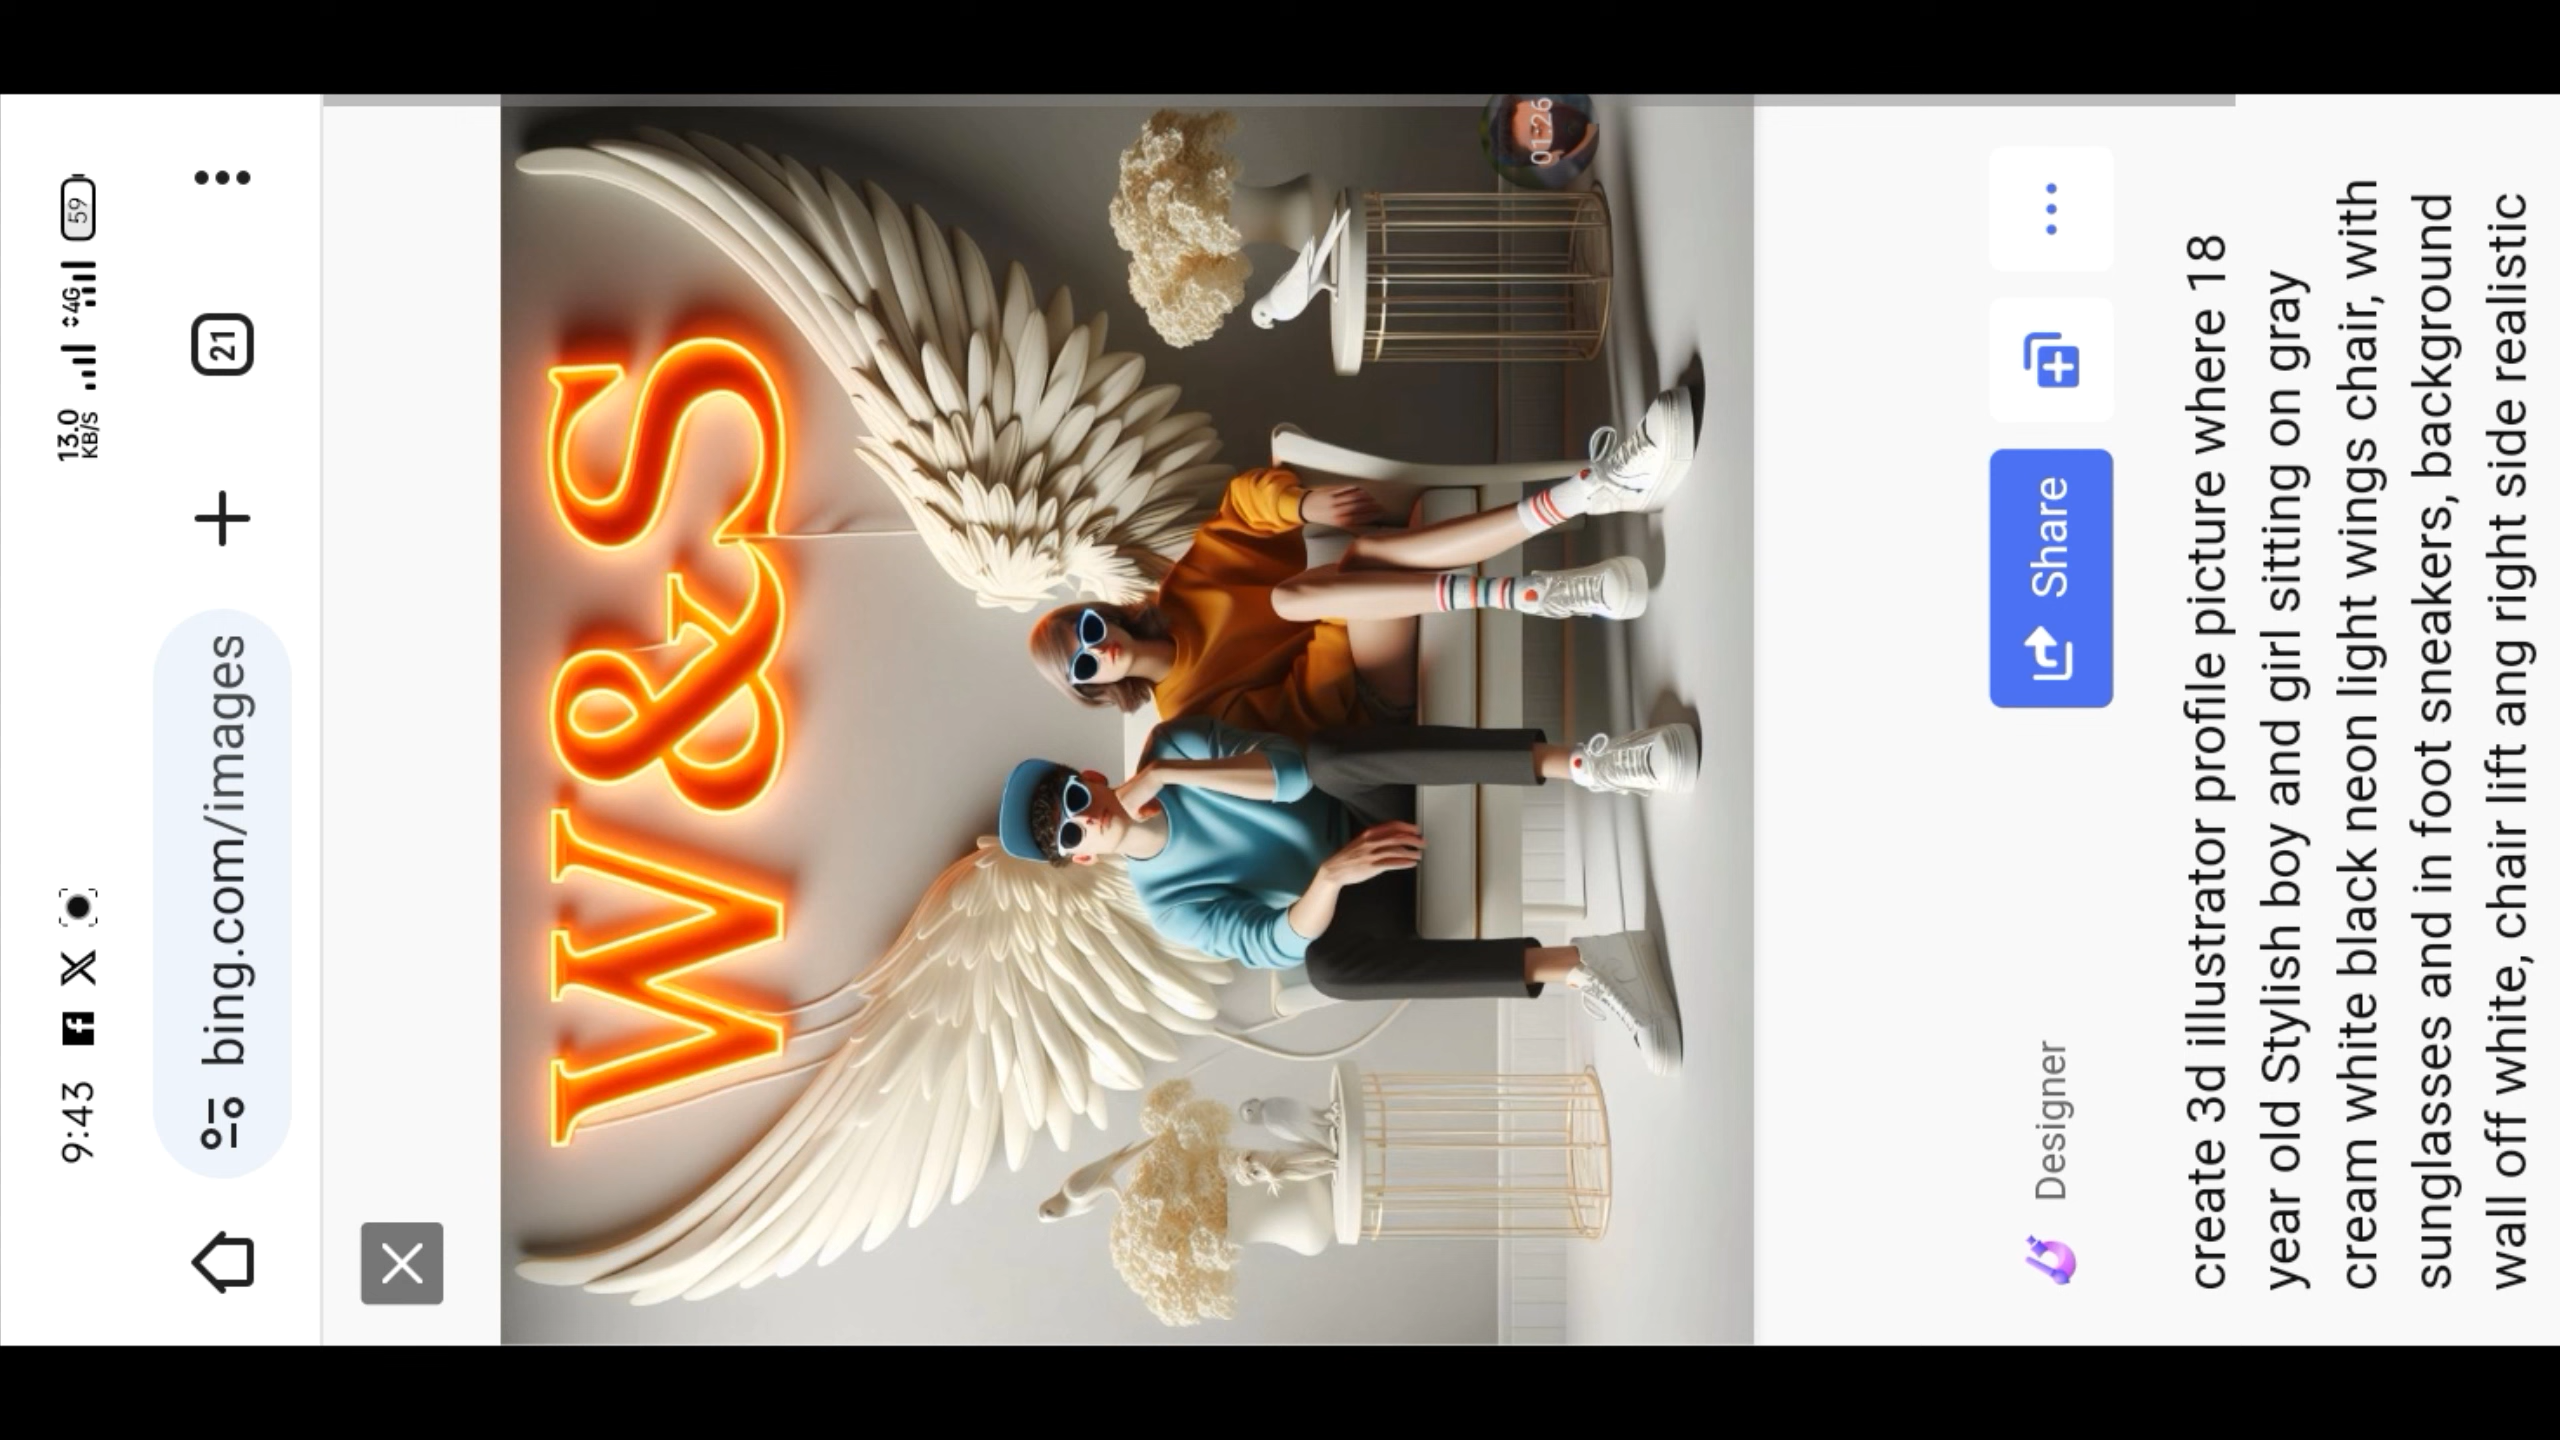 9:43
13.0
KB/s
4G
59
bing.com/images
21
W&S
01:26
Designer
Share
create 3d illustrator profile picture where 18
year old Stylish boy and girl sitting on gray
cream white black neon light wings chair, with
sunglasses and in foot sneakers, background
wall off white, chair lift ang right side realistic